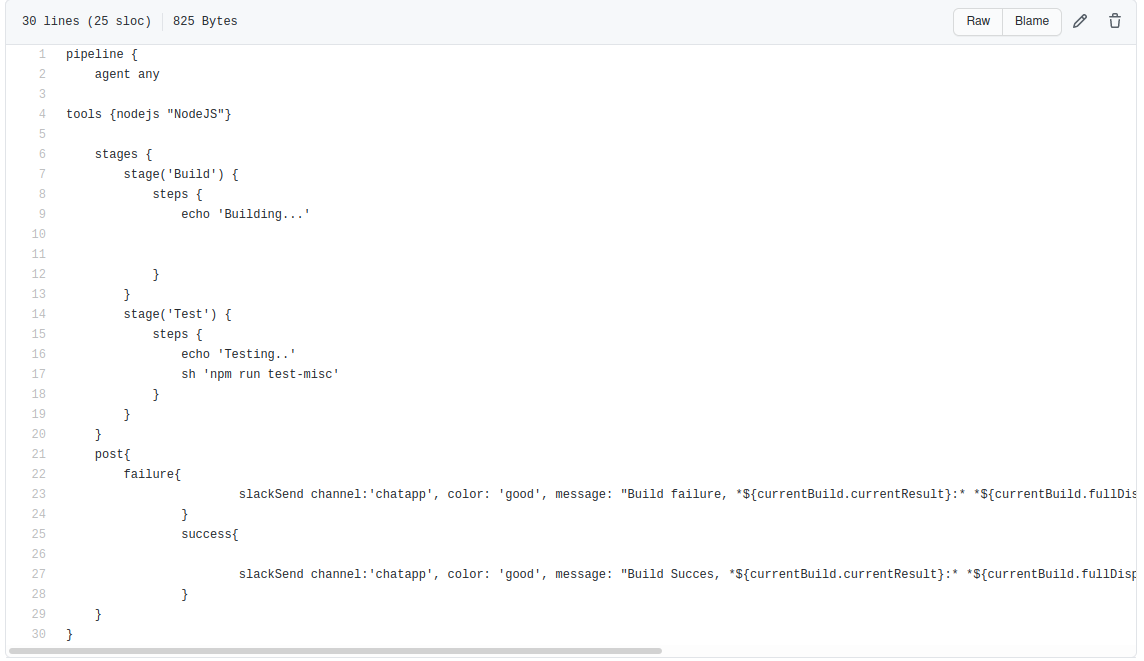 30 lines (25 sloc) 825 Bytes Raw Blame
1 pipeline {
2     agent any
3
4 tools {nodejs "NodeJS"}
5
6     stages {
7         stage('Build') {
8             steps {
9                 echo 'Building...'
10
11
12             }
13         }
14         stage('Test') {
15             steps {
16                 echo 'Testing..'
17                 sh 'npm run test-misc'
18             }
19         }
20     }
21     post{
22         failure{
23                         slackSend channel:'chatapp', color: 'good', message: "Build failure, *${currentBuild.currentResult}:* *${currentBuild.fullDis
24                 }
25                 success{
26
27                         slackSend channel:'chatapp', color: 'good', message: "Build Succes, *${currentBuild.currentResult}:* *${currentBuild.fullDisp
28                 }
29     }
30 }